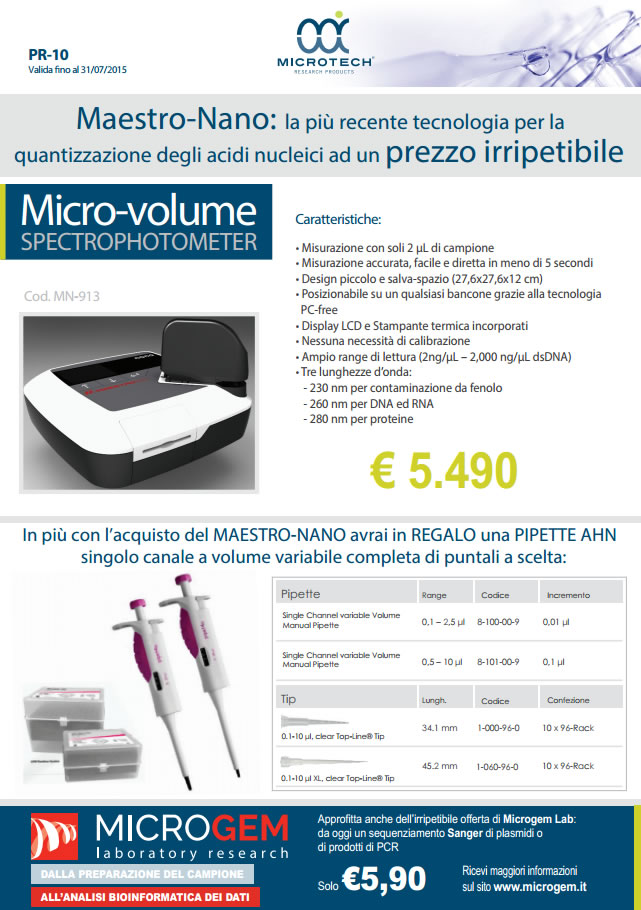 PR-10
Valida fino al 31/07/2015
MICROTECH®
RESEARCH PRODUCTS
Maestro-Nano: la più recente tecnologia per la
quantizzazione degli acidi nucleici ad un prezzo irripetibile
Micro-volume
SPECTROPHOTOMETER
Cod. MN-913
Caratteristiche:
• Misurazione con soli 2 µL di campione
• Misurazione accurata, facile e diretta in meno di 5 secondi
• Design piccolo e salva-spazio (27,6x27,6x12 cm)
• Posizionabile su un qualsiasi bancone grazie alla tecnologia
PC-free
• Display LCD e Stampante termica incorporati
• Nessuna necessità di calibrazione
• Ampio range di lettura (2ng/µL – 2,000 ng/µL dsDNA)
• Tre lunghezze d'onda:
- 230 nm per contaminazione da fenolo
- 260 nm per DNA ed RNA
- 280 nm per proteine
€ 5.490
In più con l'acquisto del MAESTRO-NANO avrai in REGALO una PIPETTE AHN
singolo canale a volume variabile completa di puntali a scelta:
Pipette Range Codice Incremento
Single Channel variable Volume
Manual Pipette 0,1 – 2,5 µl 8-100-00-9 0,01 µl
Single Channel variable Volume
Manual Pipette 0,5 – 10 µl 8-101-00-9 0,1 µl
Tip Lungh. Codice Confezione
0.1-10 µl, clear Top-Line® Tip 34.1 mm 1-000-96-0 10 x 96-Rack
0.1-10 µl XL, clear Top-Line® Tip 45.2 mm 1-060-96-0 10 x 96-Rack
MICROGEM
laboratory research
DALLA PREPARAZIONE DEL CAMPIONE
ALL'ANALISI BIOINFORMATICA DEI DATI
Approfitta anche dell'irripetibile offerta di Microgem Lab:
da oggi un sequenziamento Sanger di plasmidi o
di prodotti di PCR
Solo €5,90
Ricevi maggiori informazioni
sul sito www.microgem.it